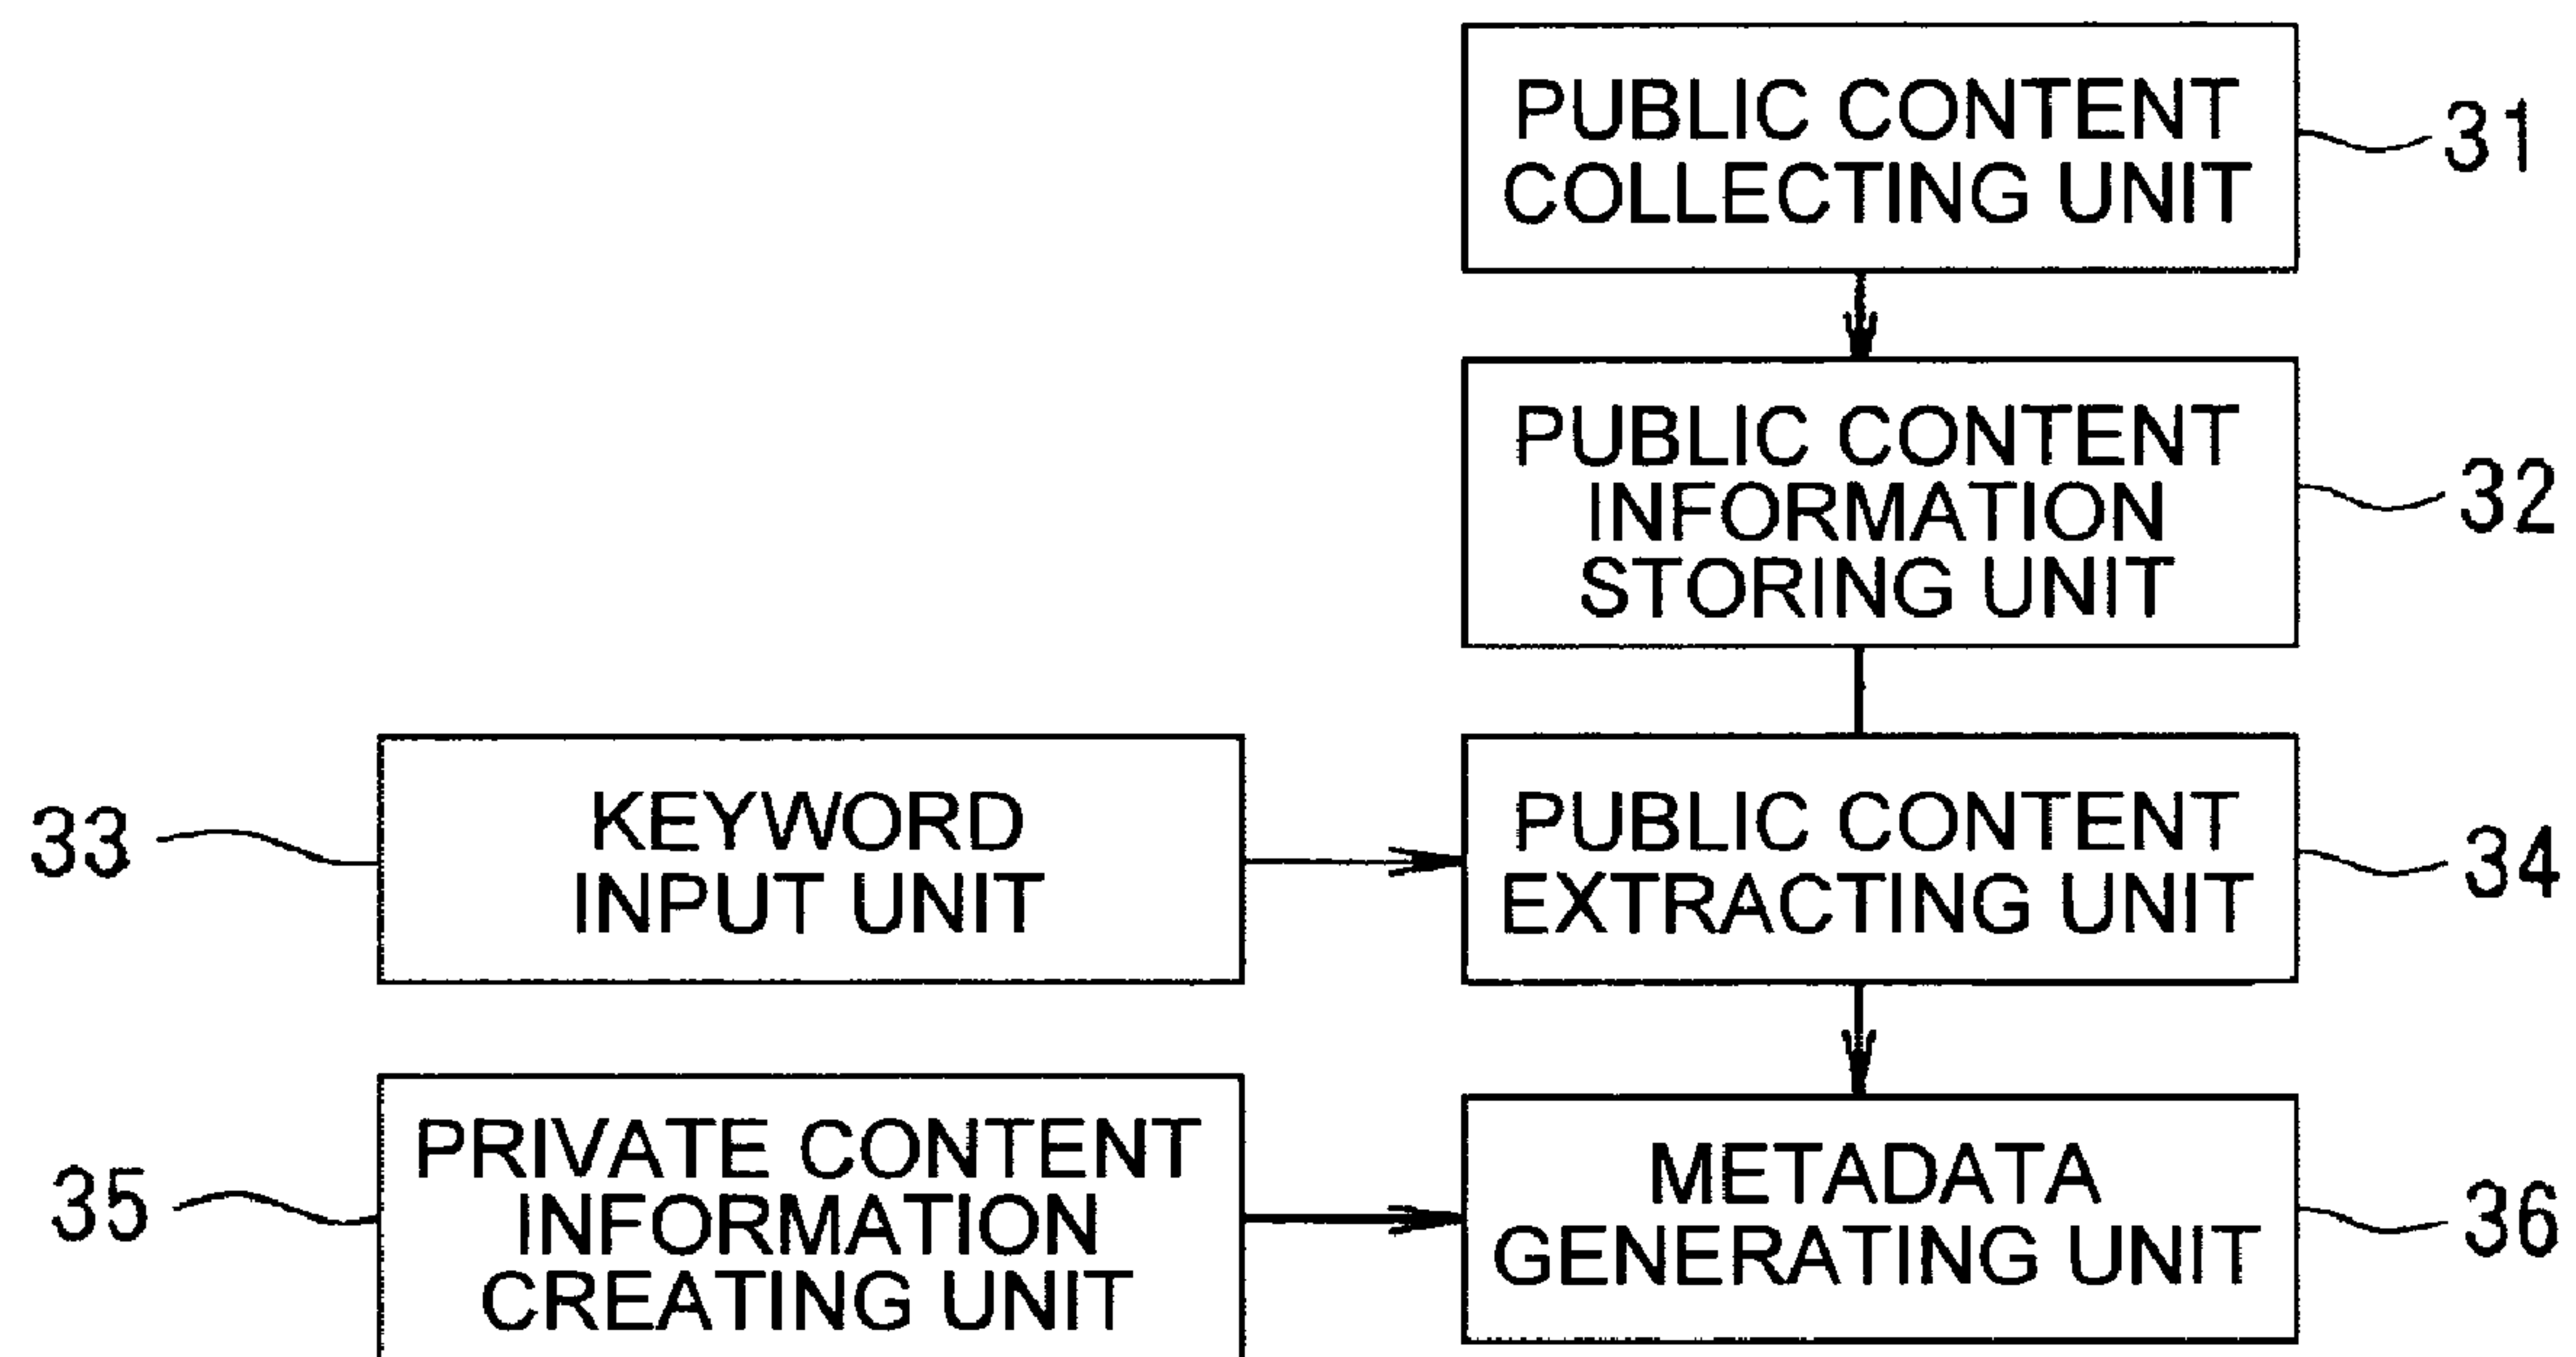 PUBLIC CONTENT
COLLECTING UNIT
31
PUBLIC CONTENT
INFORMATION
STORING UNIT
32
33
KEYWORD
INPUT UNIT
PUBLIC CONTENT
EXTRACTING UNIT
34
35
PRIVATE CONTENT
INFORMATION
CREATING UNIT
METADATA
GENERATING UNIT
36